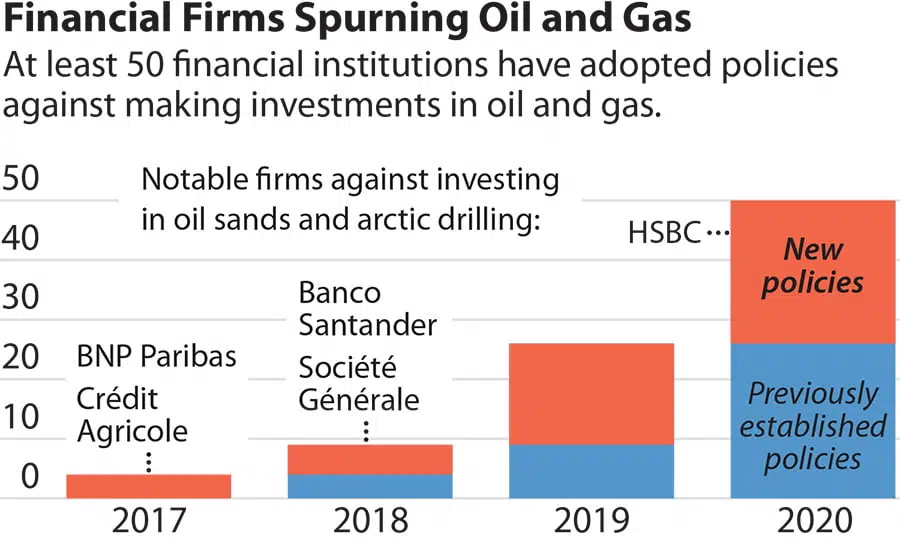 Financial Firms Spurning Oil and Gas
At least 50 financial institutions have adopted policies
against making investments in oil and gas.
50
40
30
20
10
0
Notable firms against investing
in oil sands and arctic drilling:
BNP Paribas
Crédit
Agricole
Banco
Santander
Société
Générale
HSBC
New
policies
Previously
established
policies
2017
2018
2019
2020